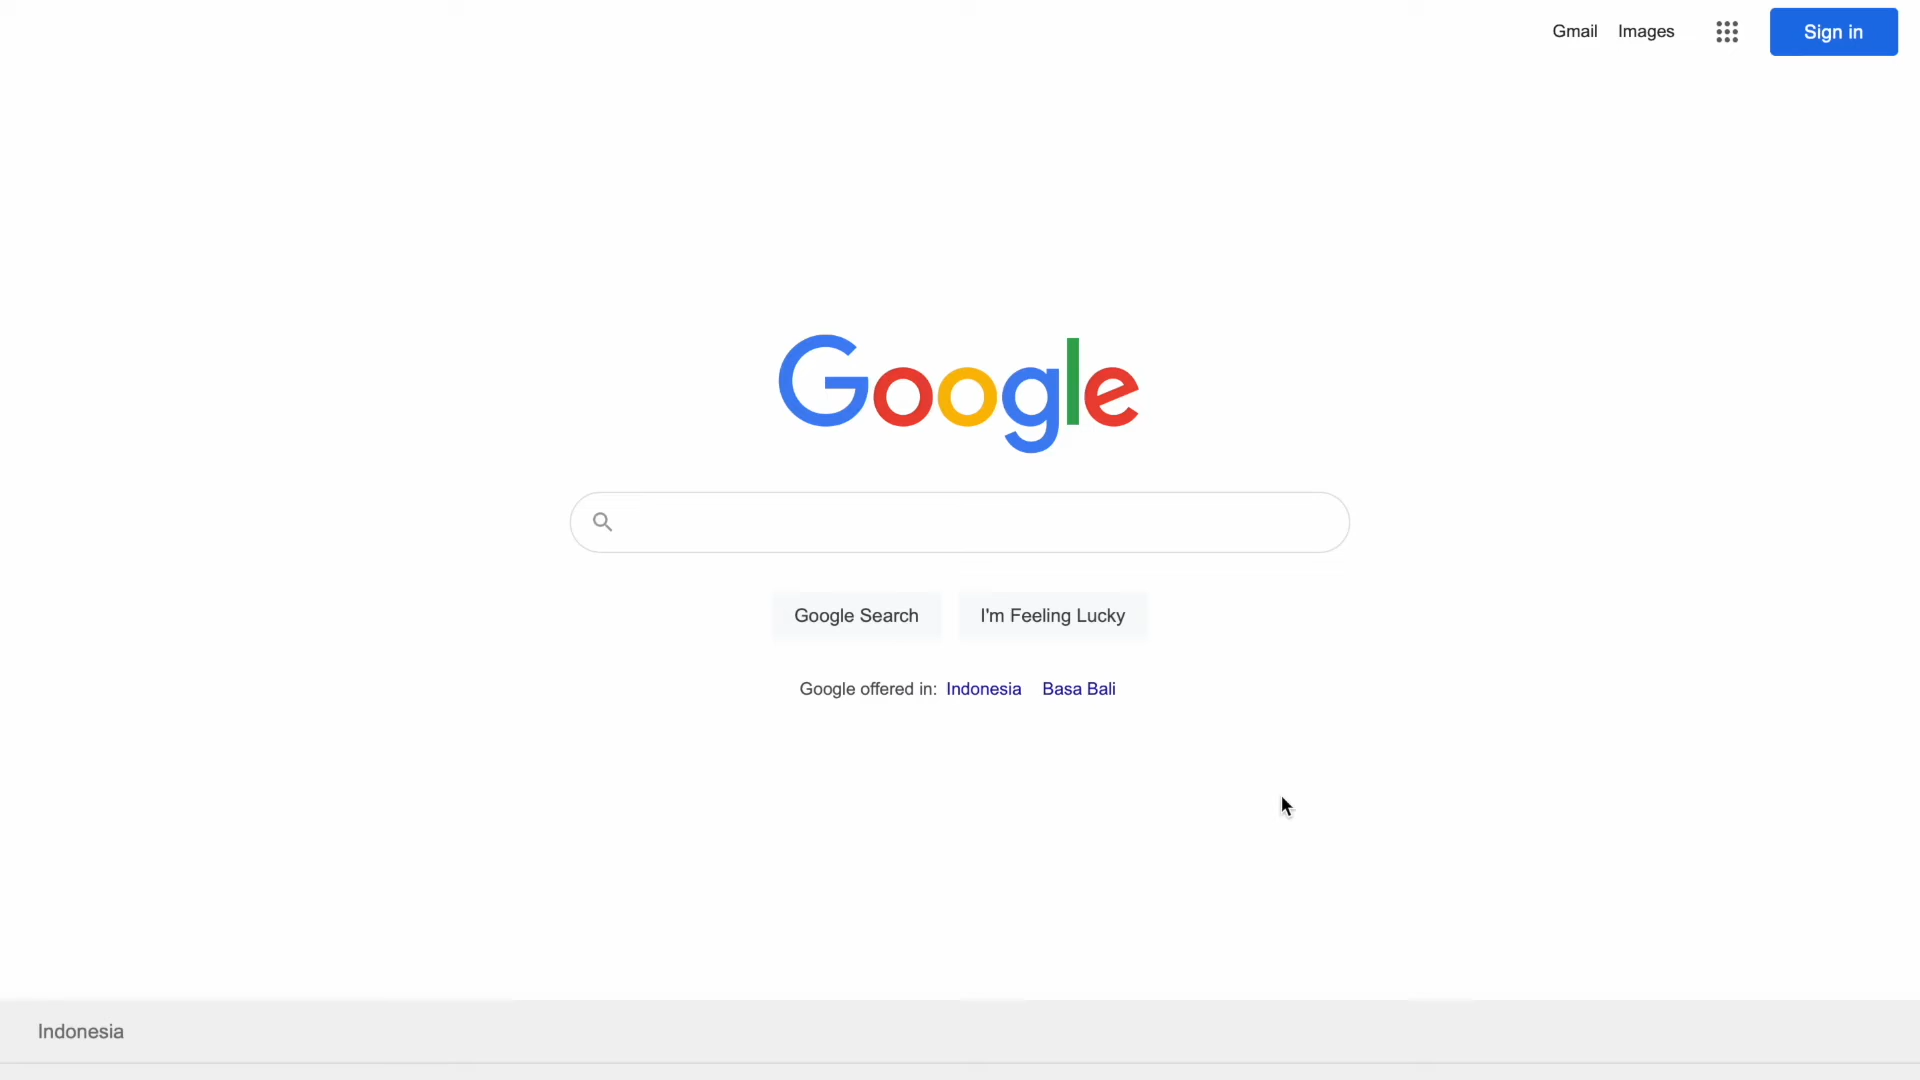 Gmail Images Sign in
Google
Google Search I'm Feeling Lucky
Google offered in: Indonesia Basa Bali
Indonesia